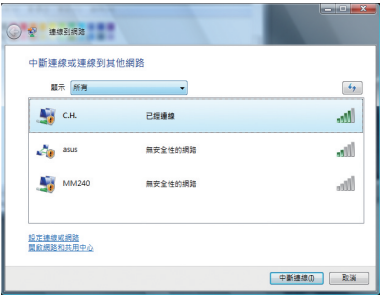 連線到網路
中斷連線或連線到其他網路
顯示 所有
C.H. 已經連線
asus 無安全性的網路
MM240 無安全性的網路
設定連線或網路
開啟網路和共用中心
中斷連線(D) 取消